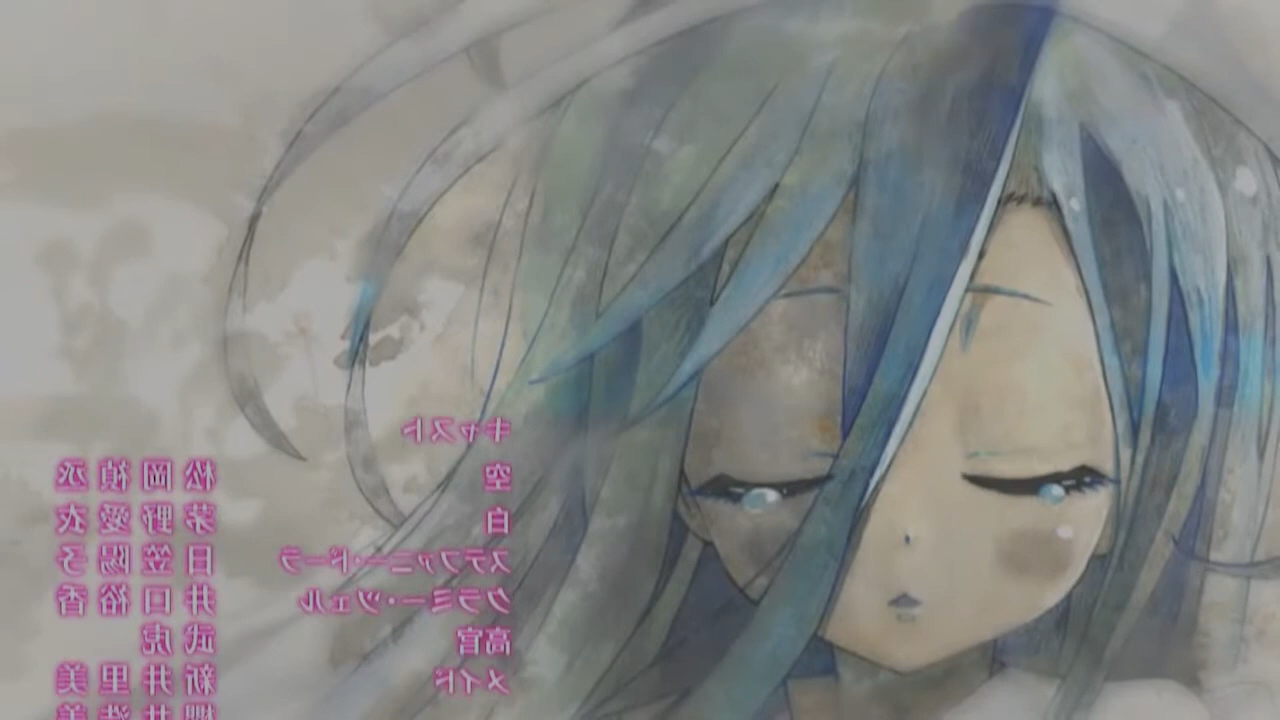 キャスト
空 松岡禎丞
白 茅野愛衣
ステファニー・ドーラ 日笠陽子
クラミー・ツェル 井口裕香
高官 武虎
メイド 新井里美